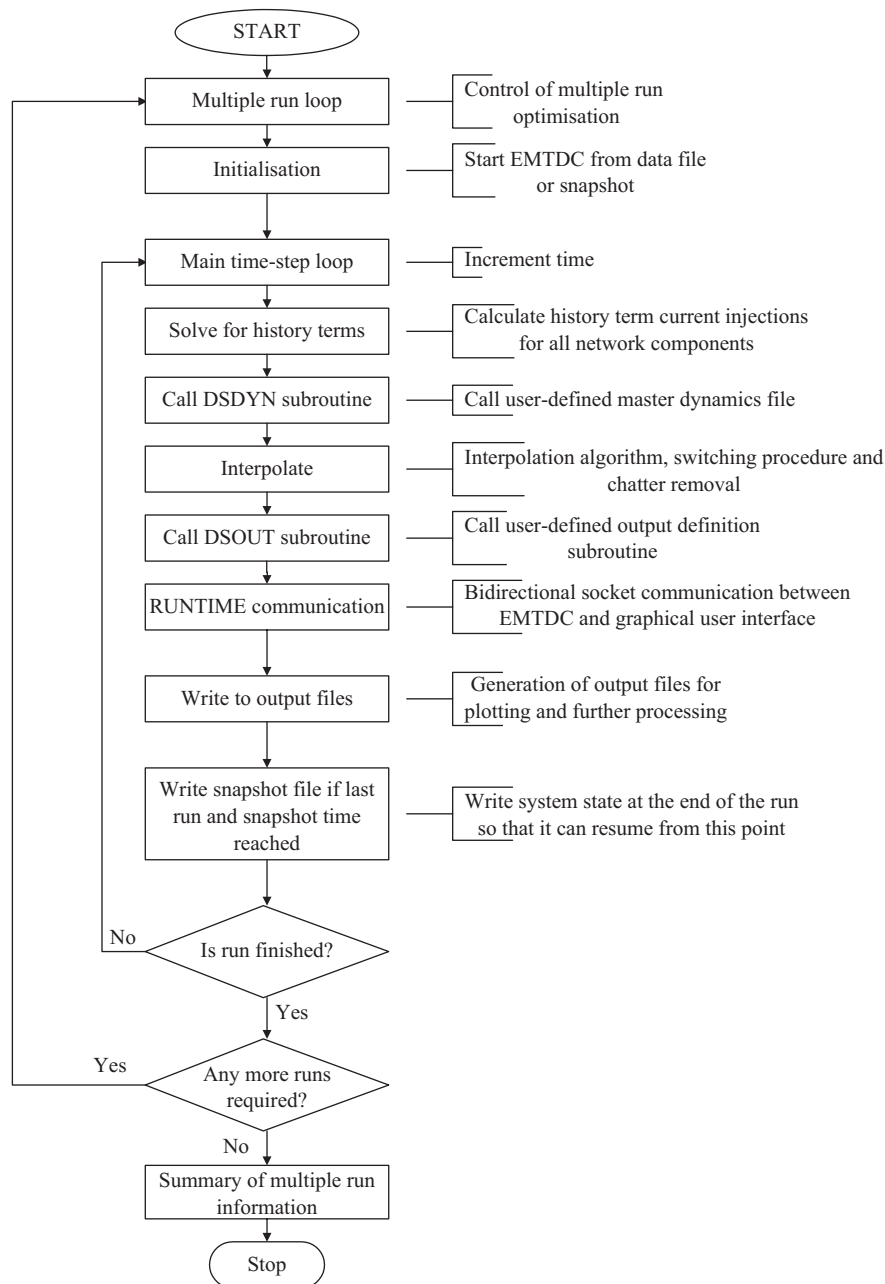 START
Multiple run loop
Control of multiple run
optimisation
Initialisation
Start EMTDC from data file
or snapshot
Main time-step loop
Increment time
Solve for history terms
Calculate history term current injections
for all network components
Call DSDYN subroutine
Call user-defined master dynamics file
Interpolate
Interpolation algorithm, switching procedure and
chatter removal
Call DSOUT subroutine
Call user-defined output definition
subroutine
RUNTIME communication
Bidirectional socket communication between
EMTDC and graphical user interface
Write to output files
Generation of output files for
plotting and further processing
Write snapshot file if last
run and snapshot time
reached
Write system state at the end of the run
so that it can resume from this point
No
Is run finished?
Yes
Yes
Any more runs
required?
No
Summary of multiple run
information
Stop